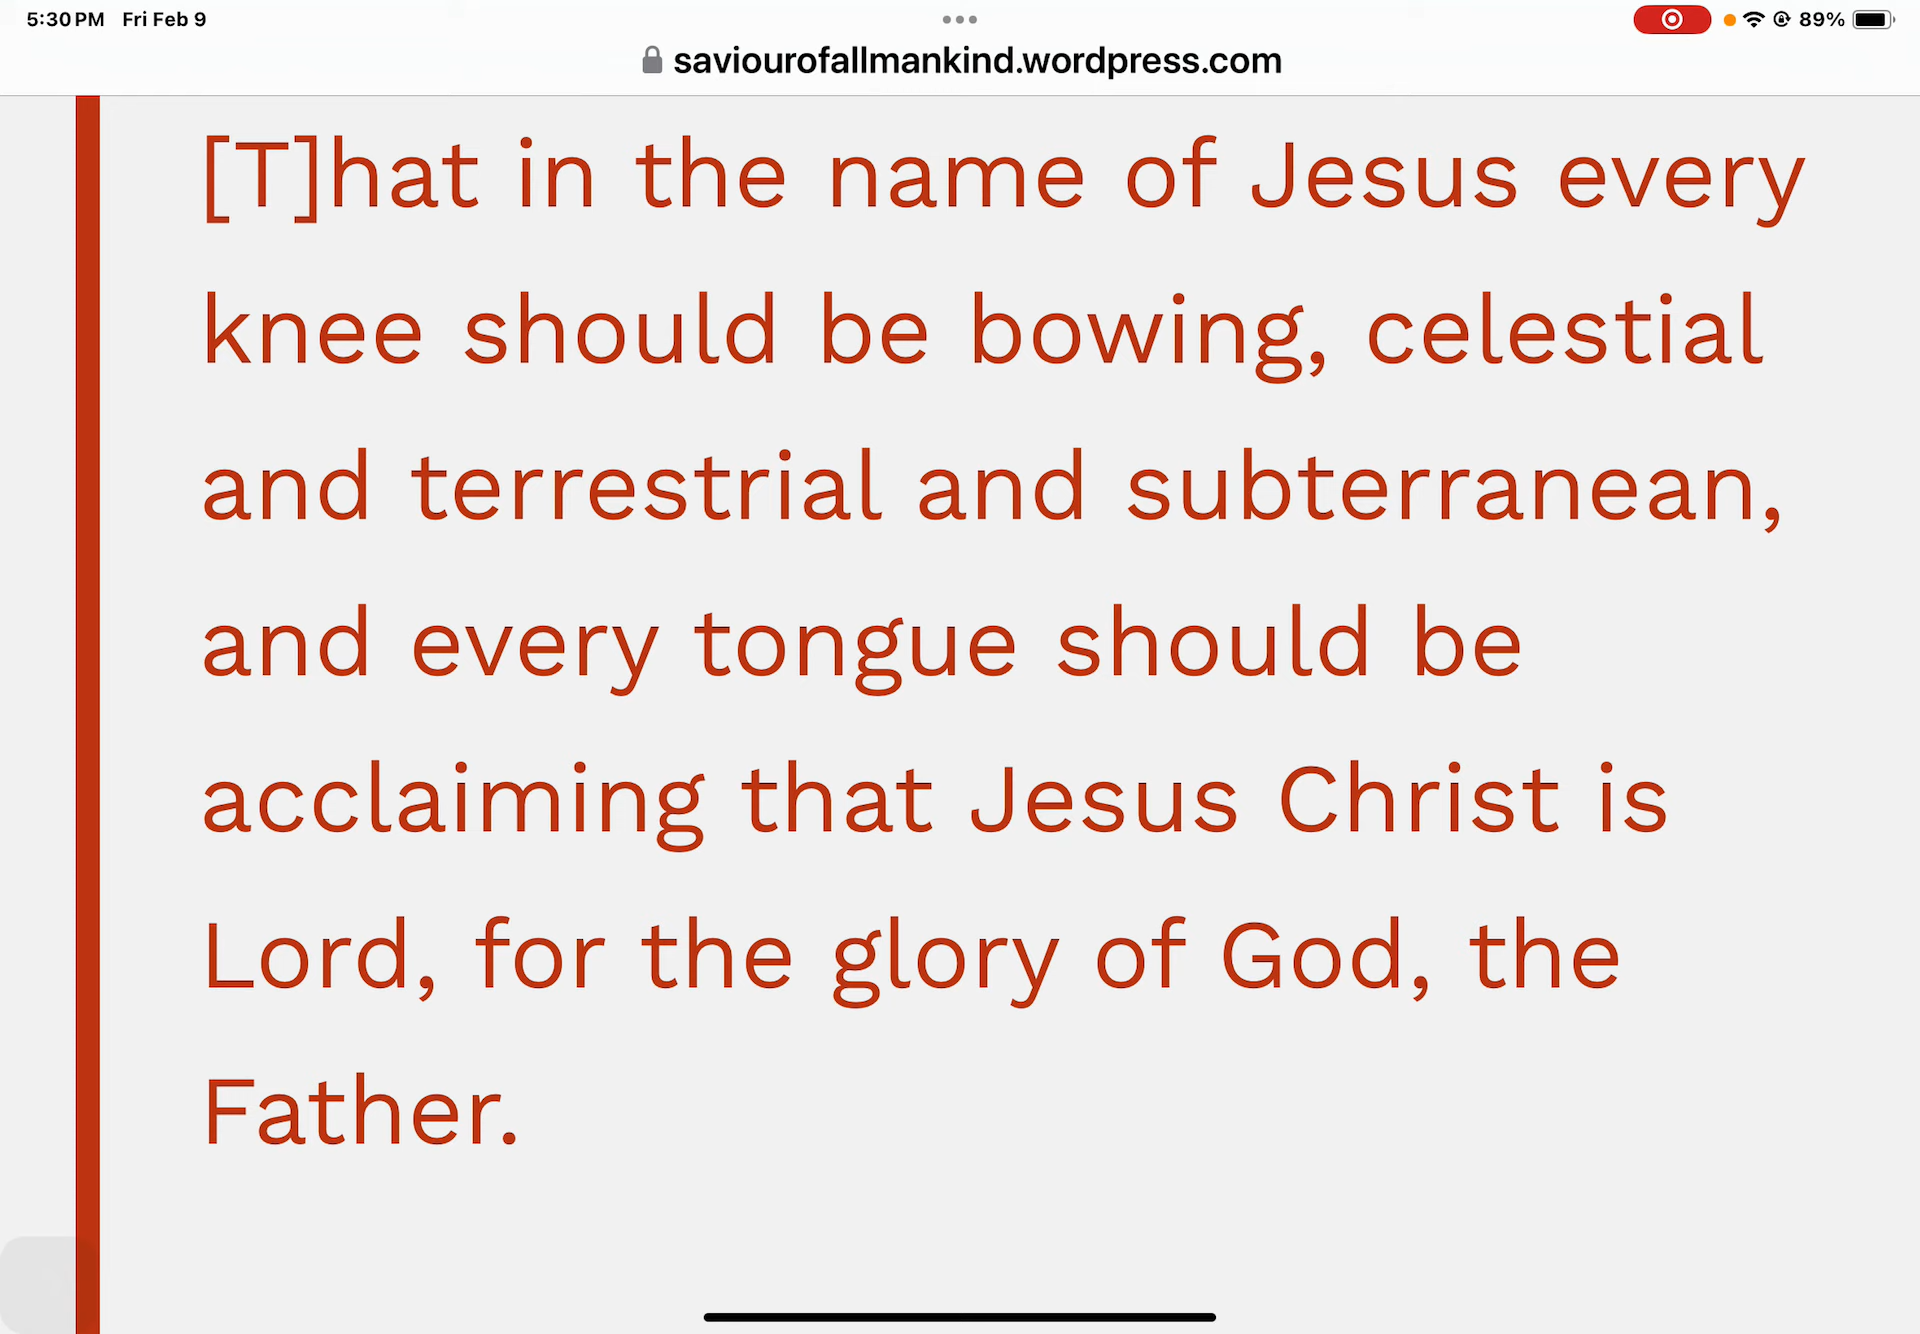 5:30 PM Fri Feb 9
89%
saviourofallmankind.wordpress.com
[T]hat in the name of Jesus every
knee should be bowing, celestial
and terrestrial and subterranean,
and every tongue should be
acclaiming that Jesus Christ is
Lord, for the glory of God, the
Father.